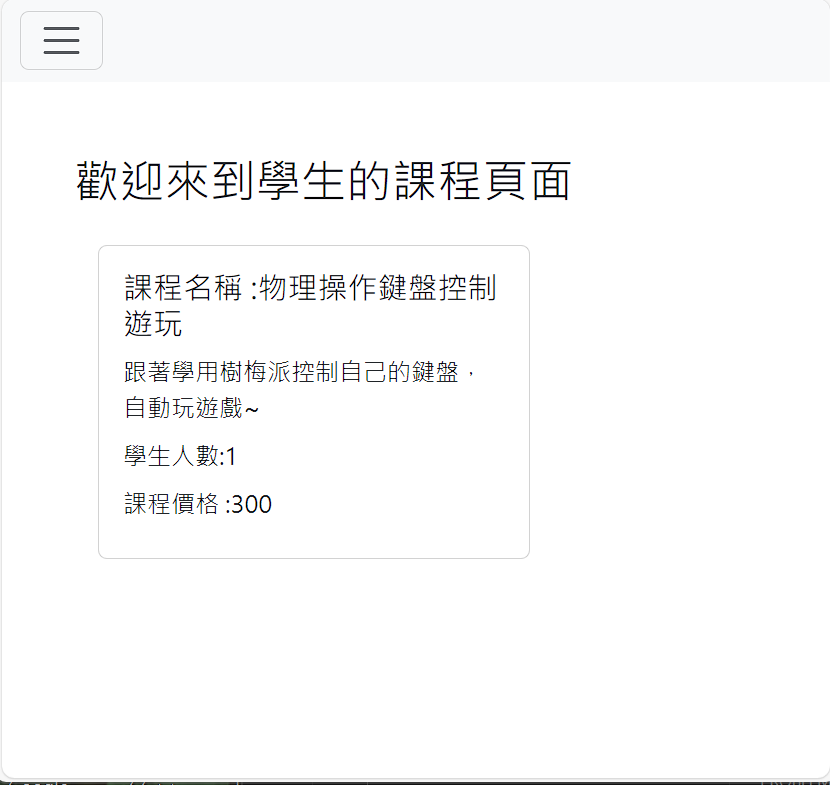 歡迎來到學生的課程頁面
課程名稱 :物理操作鍵盤控制
遊玩
跟著學用樹梅派控制自己的鍵盤，
自動玩遊戲~
學生人數:1
課程價格 :300